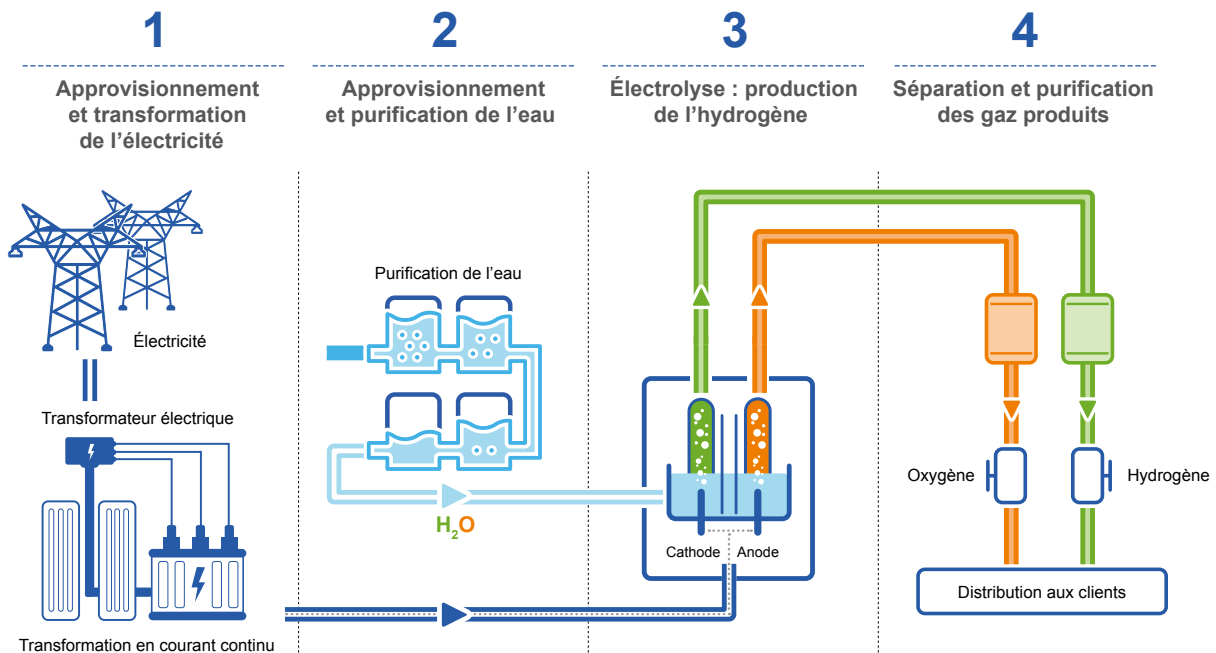 1
Approvisionnement
et transformation
de l'électricité
Électricité
Transformateur électrique
Transformation en courant continu
2
Approvisionnement
et purification de l'eau
Purification de l'eau
H₂O
3
Électrolyse : production
de l'hydrogène
Cathode
Anode
4
Séparation et purification
des gaz produits
Oxygène
Hydrogène
Distribution aux clients